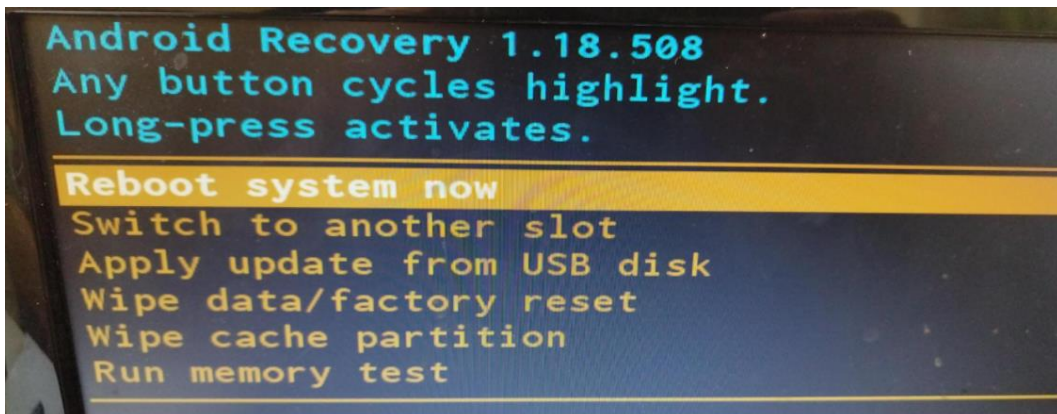 Android Recovery 1.18.508
Any button cycles highlight.
Long-press activates.
Reboot system now
Switch to another slot
Apply update from USB disk
Wipe data/factory reset
Wipe cache partition
Run memory test